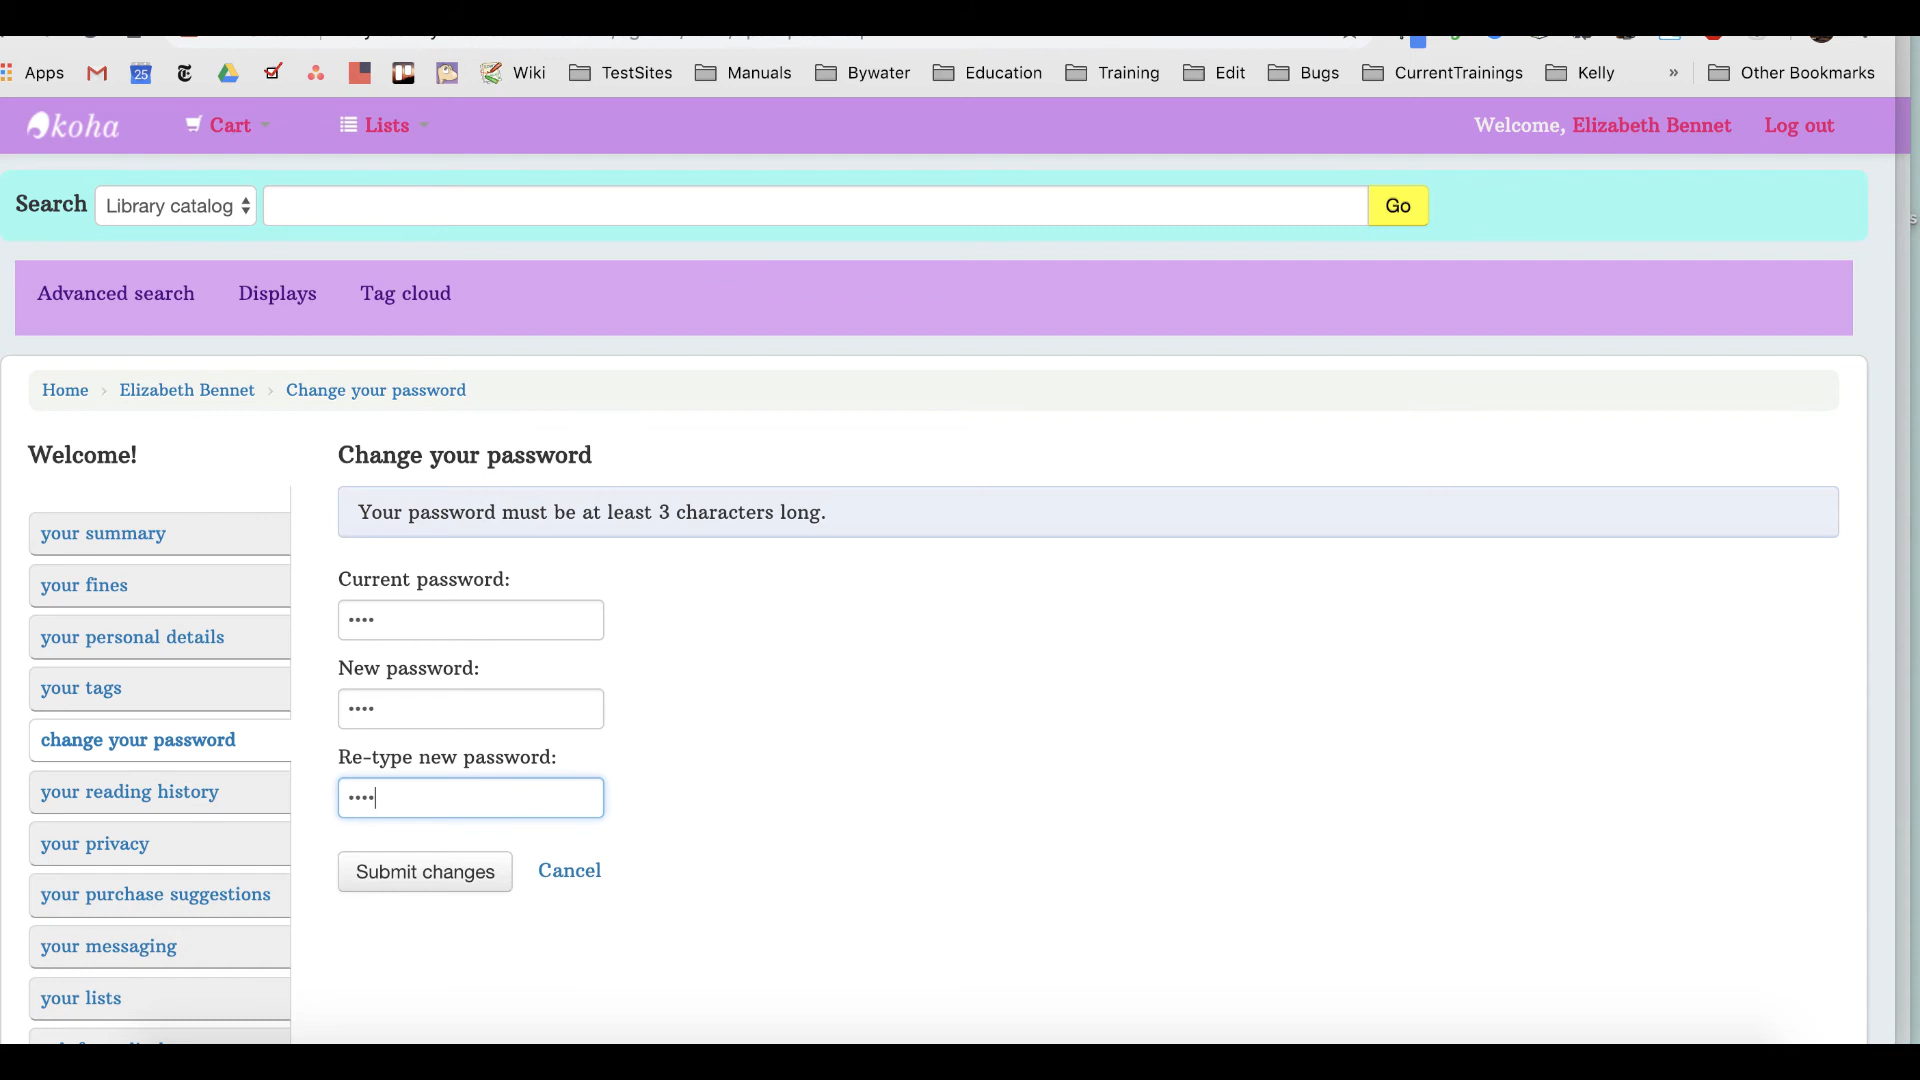 Apps 25 Wiki TestSites Manuals Bywater Education Training Edit Bugs CurrentTrainings Kelly » Other Bookmarks
koha Cart Lists Welcome, Elizabeth Bennet Log out
Search Library catalog Go
Advanced search Displays Tag cloud
Home › Elizabeth Bennet › Change your password
Welcome!
your summary
your fines
your personal details
your tags
change your password
your reading history
your privacy
your purchase suggestions
your messaging
your lists
Change your password
Your password must be at least 3 characters long.
Current password:
••••
New password:
••••
Re-type new password:
••••
Submit changes Cancel